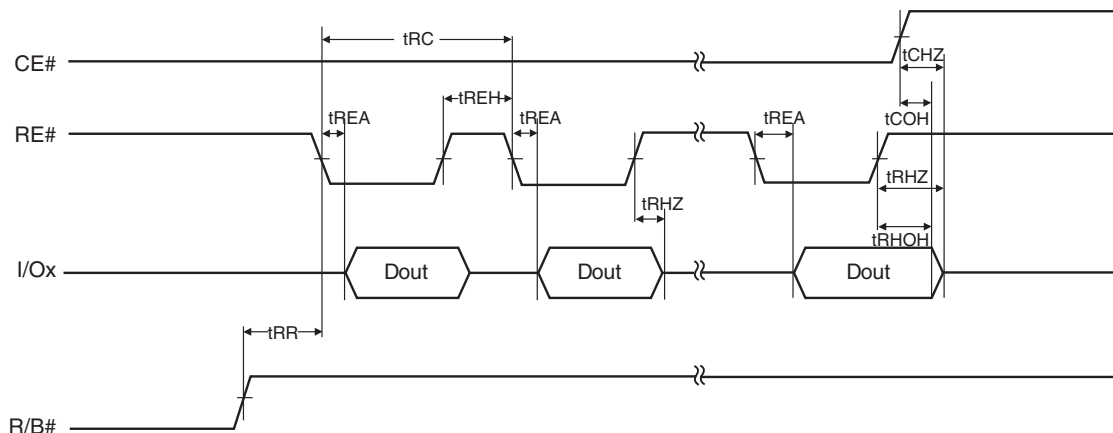 tRC
CE#
tCHZ
tREH
tREA
tREA
tREA
tCOH
RE#
tRHZ
tRHZ
tRHOH
I/Ox
Dout
Dout
Dout
tRR
R/B#